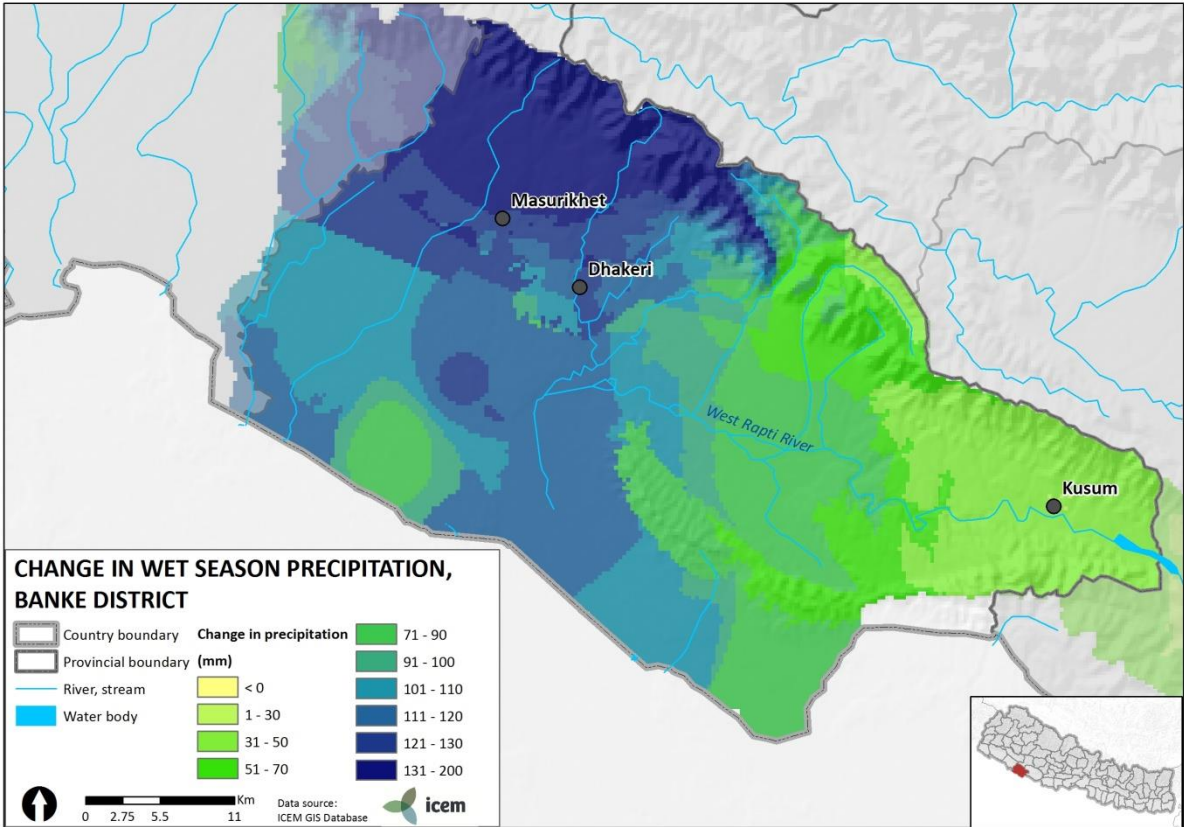 Masurikhet
Dhakeri
West Rapti River
Kusum
CHANGE IN WET SEASON PRECIPITATION,
BANKE DISTRICT
Country boundary
Provincial boundary
River, stream
Water body
Change in precipitation
(mm)
< 0
1 - 30
31 - 50
51 - 70
71 - 90
91 - 100
101 - 110
111 - 120
121 - 130
131 - 200
Km
0 2.75 5.5 11
Data source:
ICEM GIS Database
icem